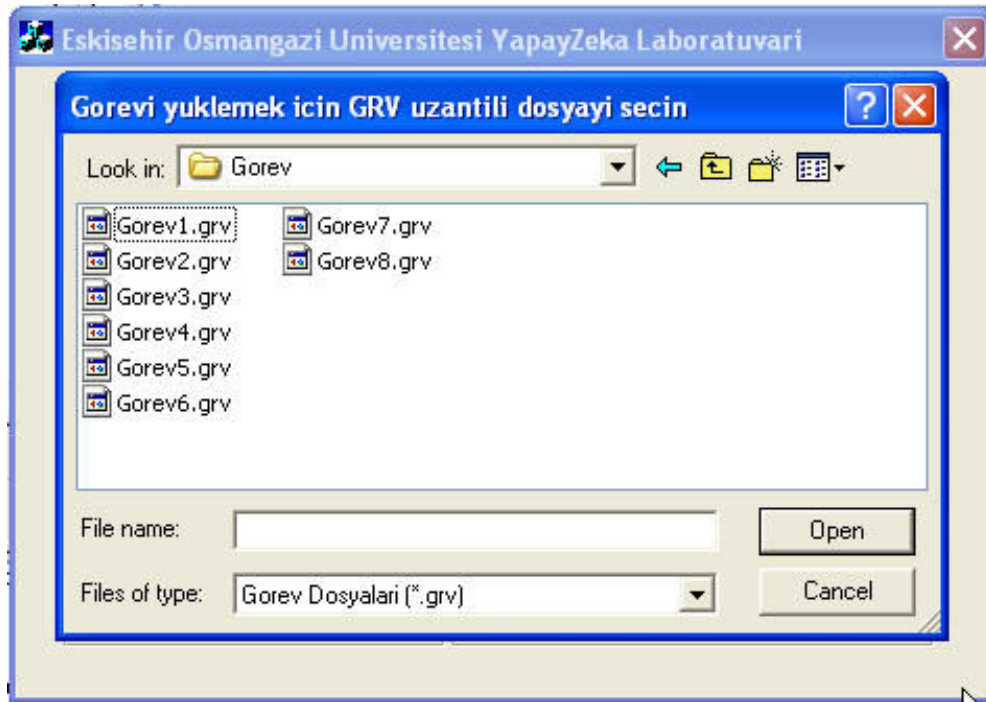 Eskisehir Osmangazi Universitesi YapayZeka Laboratuvari
Gorevi yuklemek icin GRV uzantili dosyayi secin
Look in: Gorev
Gorev1.grv
Gorev2.grv
Gorev3.grv
Gorev4.grv
Gorev5.grv
Gorev6.grv
Gorev7.grv
Gorev8.grv
File name:
Open
Files of type: Gorev Dosyalari (*.grv)
Cancel